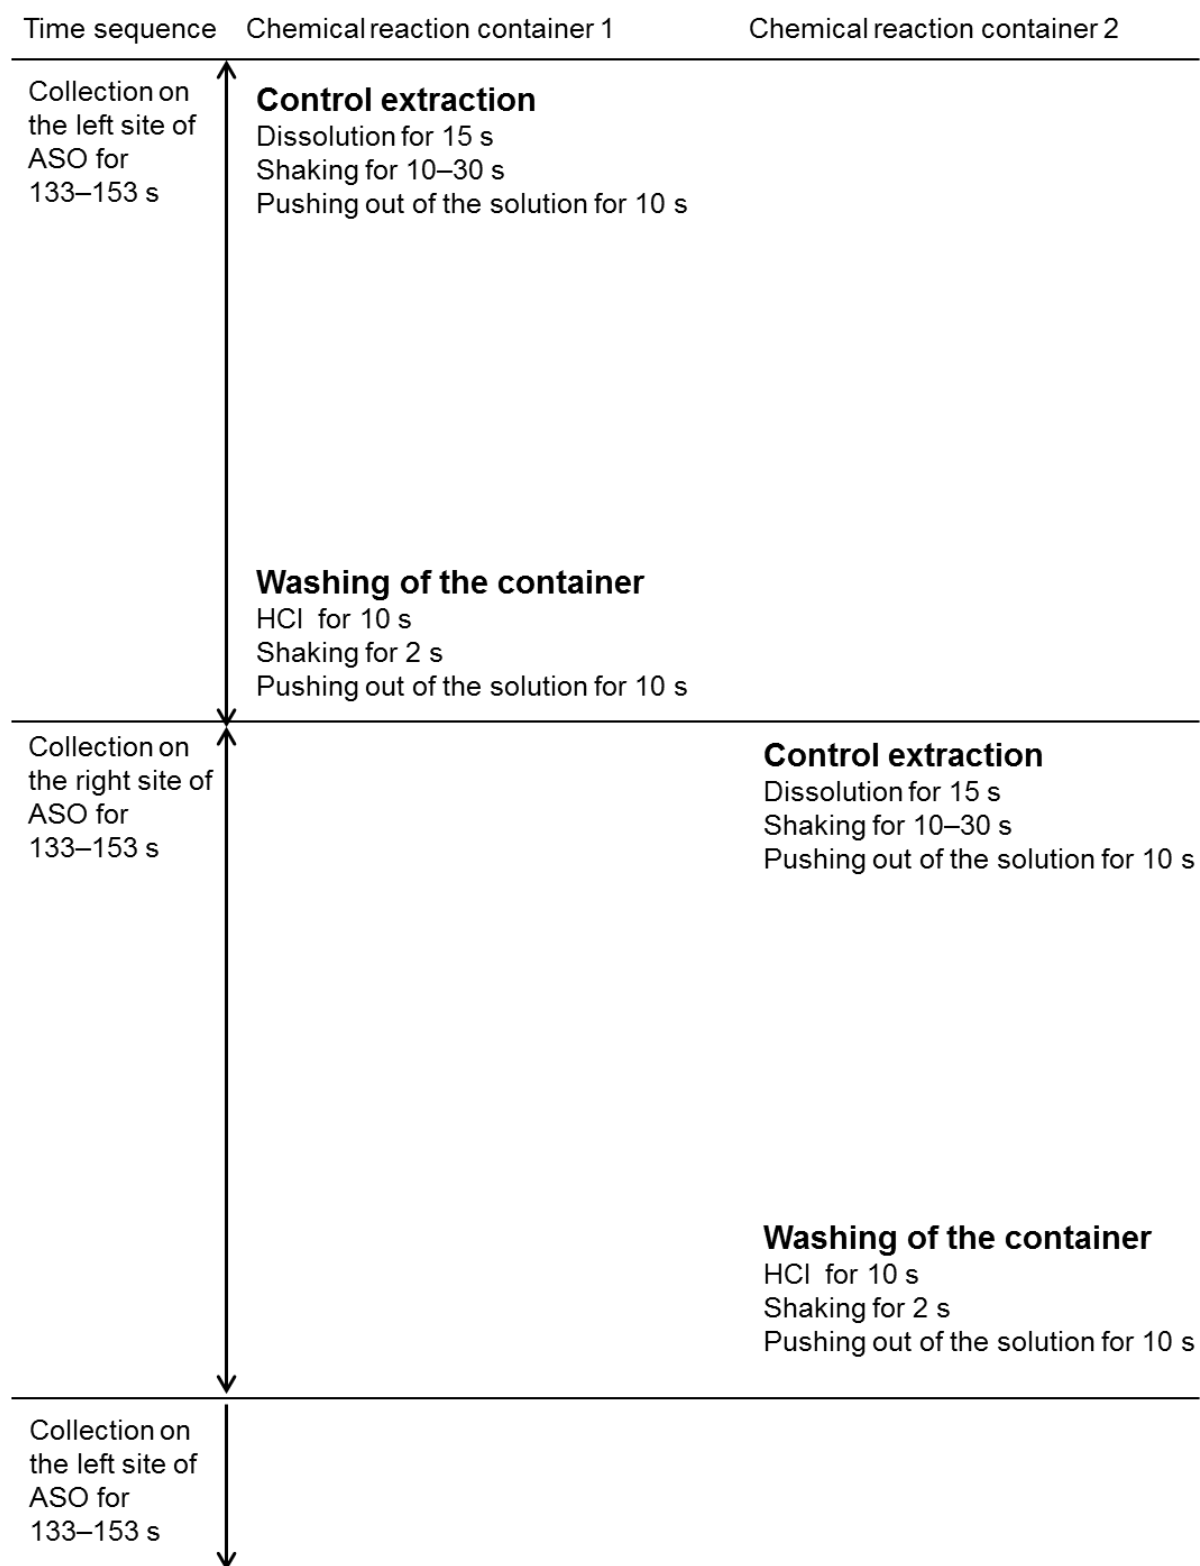 Time sequence Chemical reaction container 1 Chemical reaction container 2
Collection on
the left site of
ASO for
133–153 s
Control extraction
Dissolution for 15 s
Shaking for 10–30 s
Pushing out of the solution for 10 s
Washing of the container
HCl for 10 s
Shaking for 2 s
Pushing out of the solution for 10 s
Collection on
the right site of
ASO for
133–153 s
Control extraction
Dissolution for 15 s
Shaking for 10–30 s
Pushing out of the solution for 10 s
Washing of the container
HCl for 10 s
Shaking for 2 s
Pushing out of the solution for 10 s
Collection on
the left site of
ASO for
133–153 s